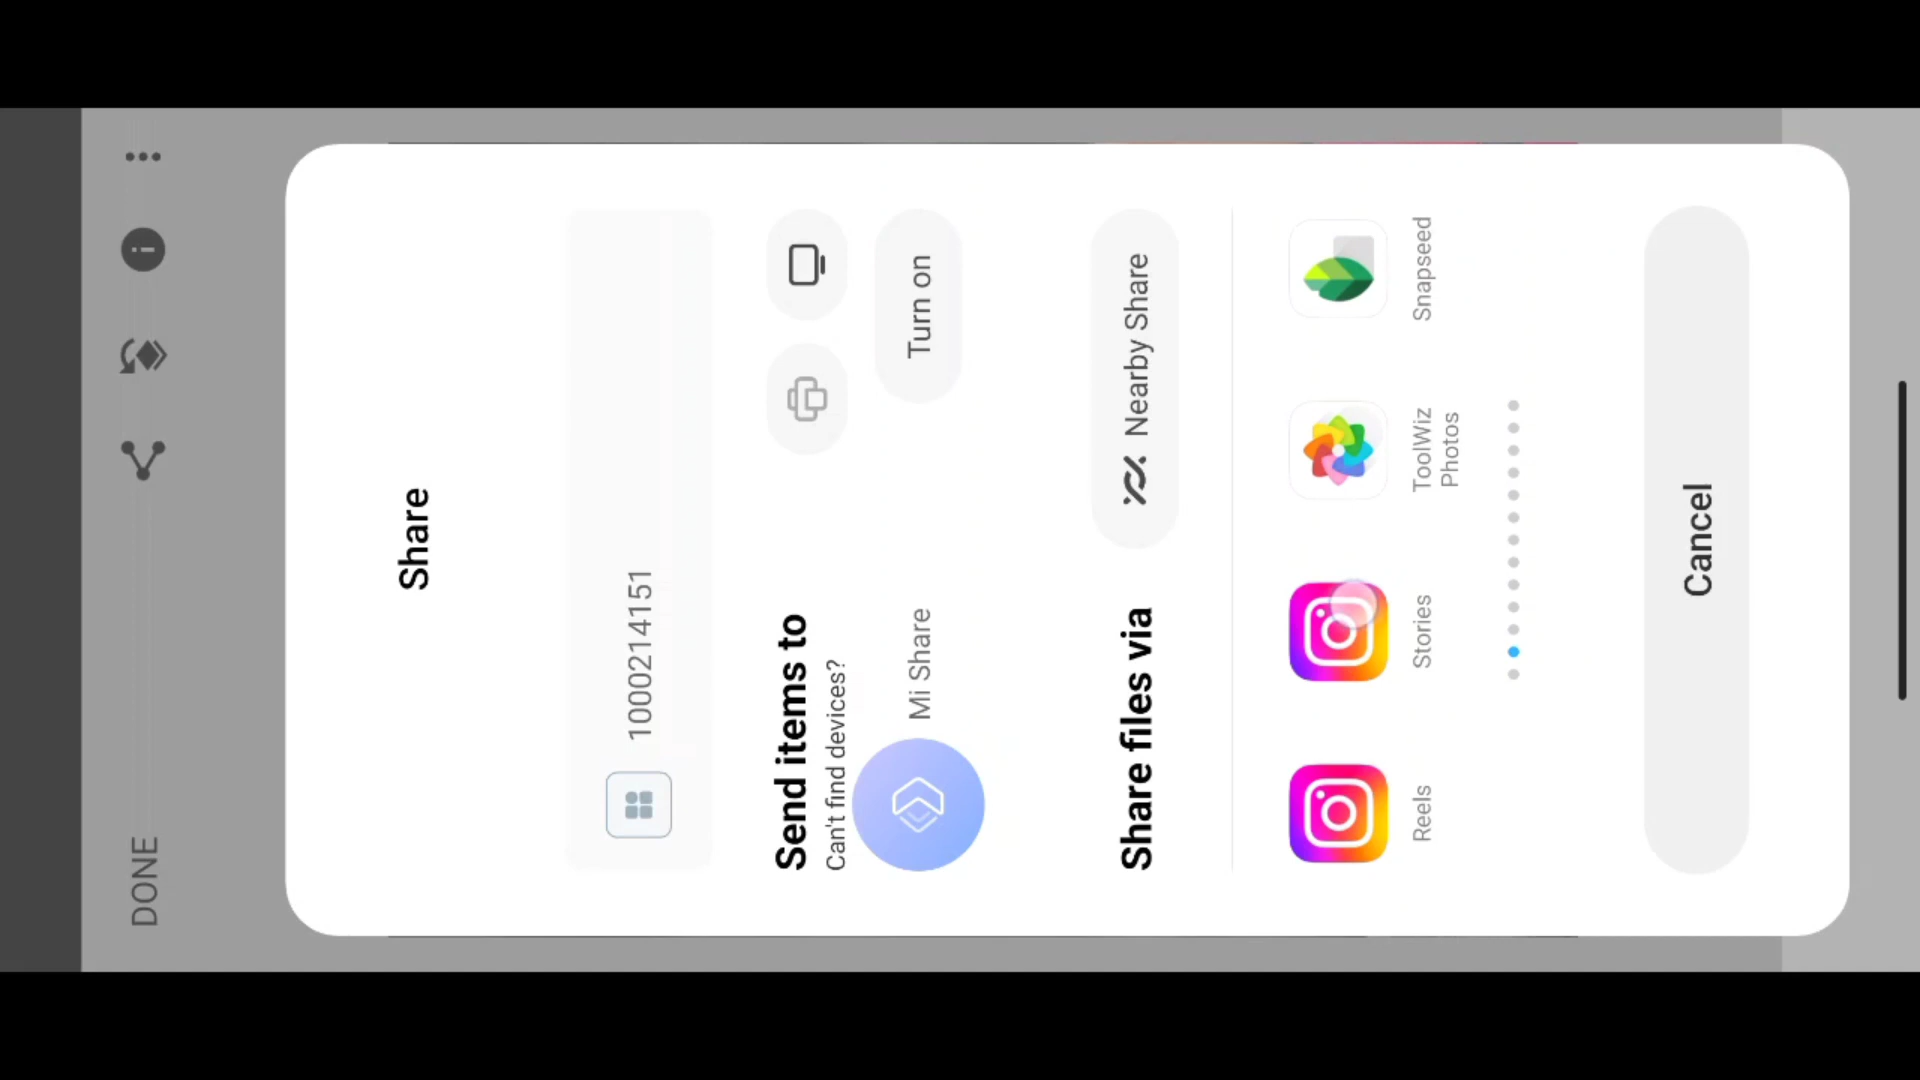 DONE
Share
1000214151
Send items to
Can't find devices?
Mi Share
Turn on
Share files via
Nearby Share
Reels
Stories
ToolWiz
Photos
Snapseed
Cancel